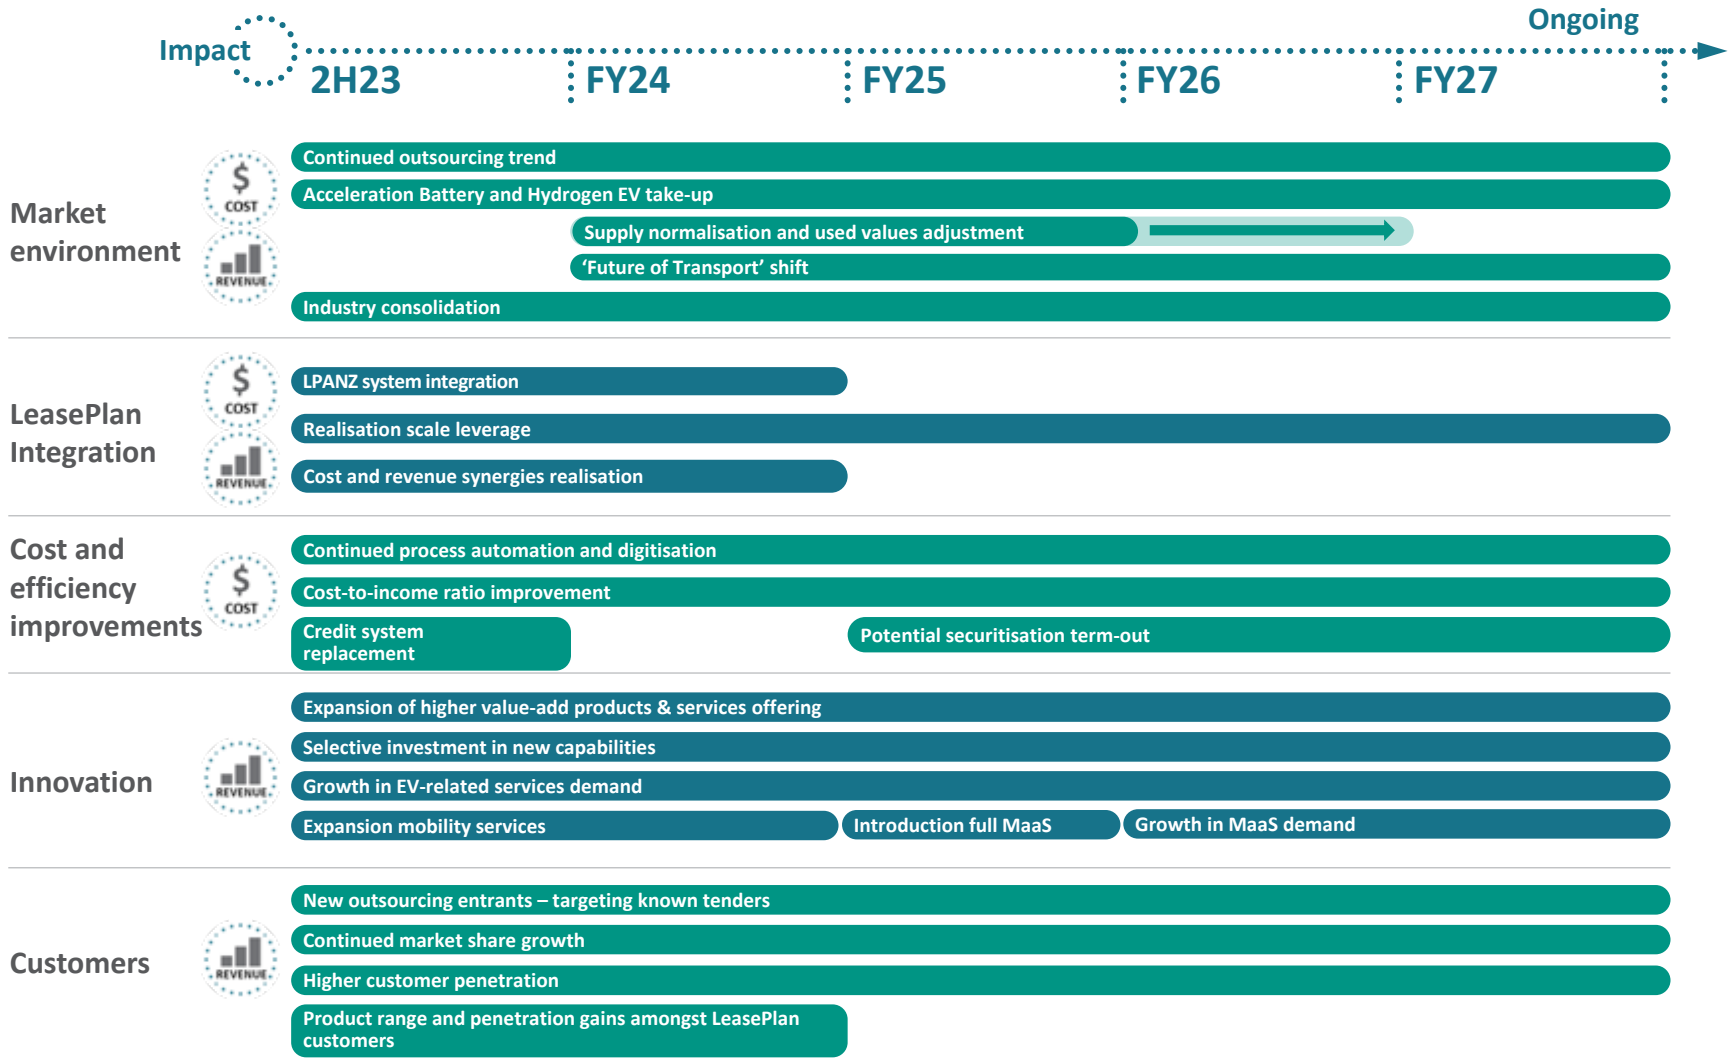 Ongoing
Impact
2H23
FY24
FY25
FY26
FY27
Market
environment
$
COST
REVENUE
Continued outsourcing trend
Acceleration Battery and Hydrogen EV take-up
Supply normalisation and used values adjustment
‘Future of Transport’ shift
Industry consolidation
LeasePlan
Integration
$
COST
REVENUE
LPANZ system integration
Realisation scale leverage
Cost and revenue synergies realisation
Cost and
efficiency
improvements
$
COST
Continued process automation and digitisation
Cost-to-income ratio improvement
Credit system
replacement
Potential securitisation term-out
Innovation
REVENUE
Expansion of higher value-add products & services offering
Selective investment in new capabilities
Growth in EV-related services demand
Expansion mobility services
Introduction full MaaS
Growth in MaaS demand
Customers
REVENUE
New outsourcing entrants – targeting known tenders
Continued market share growth
Higher customer penetration
Product range and penetration gains amongst LeasePlan
customers